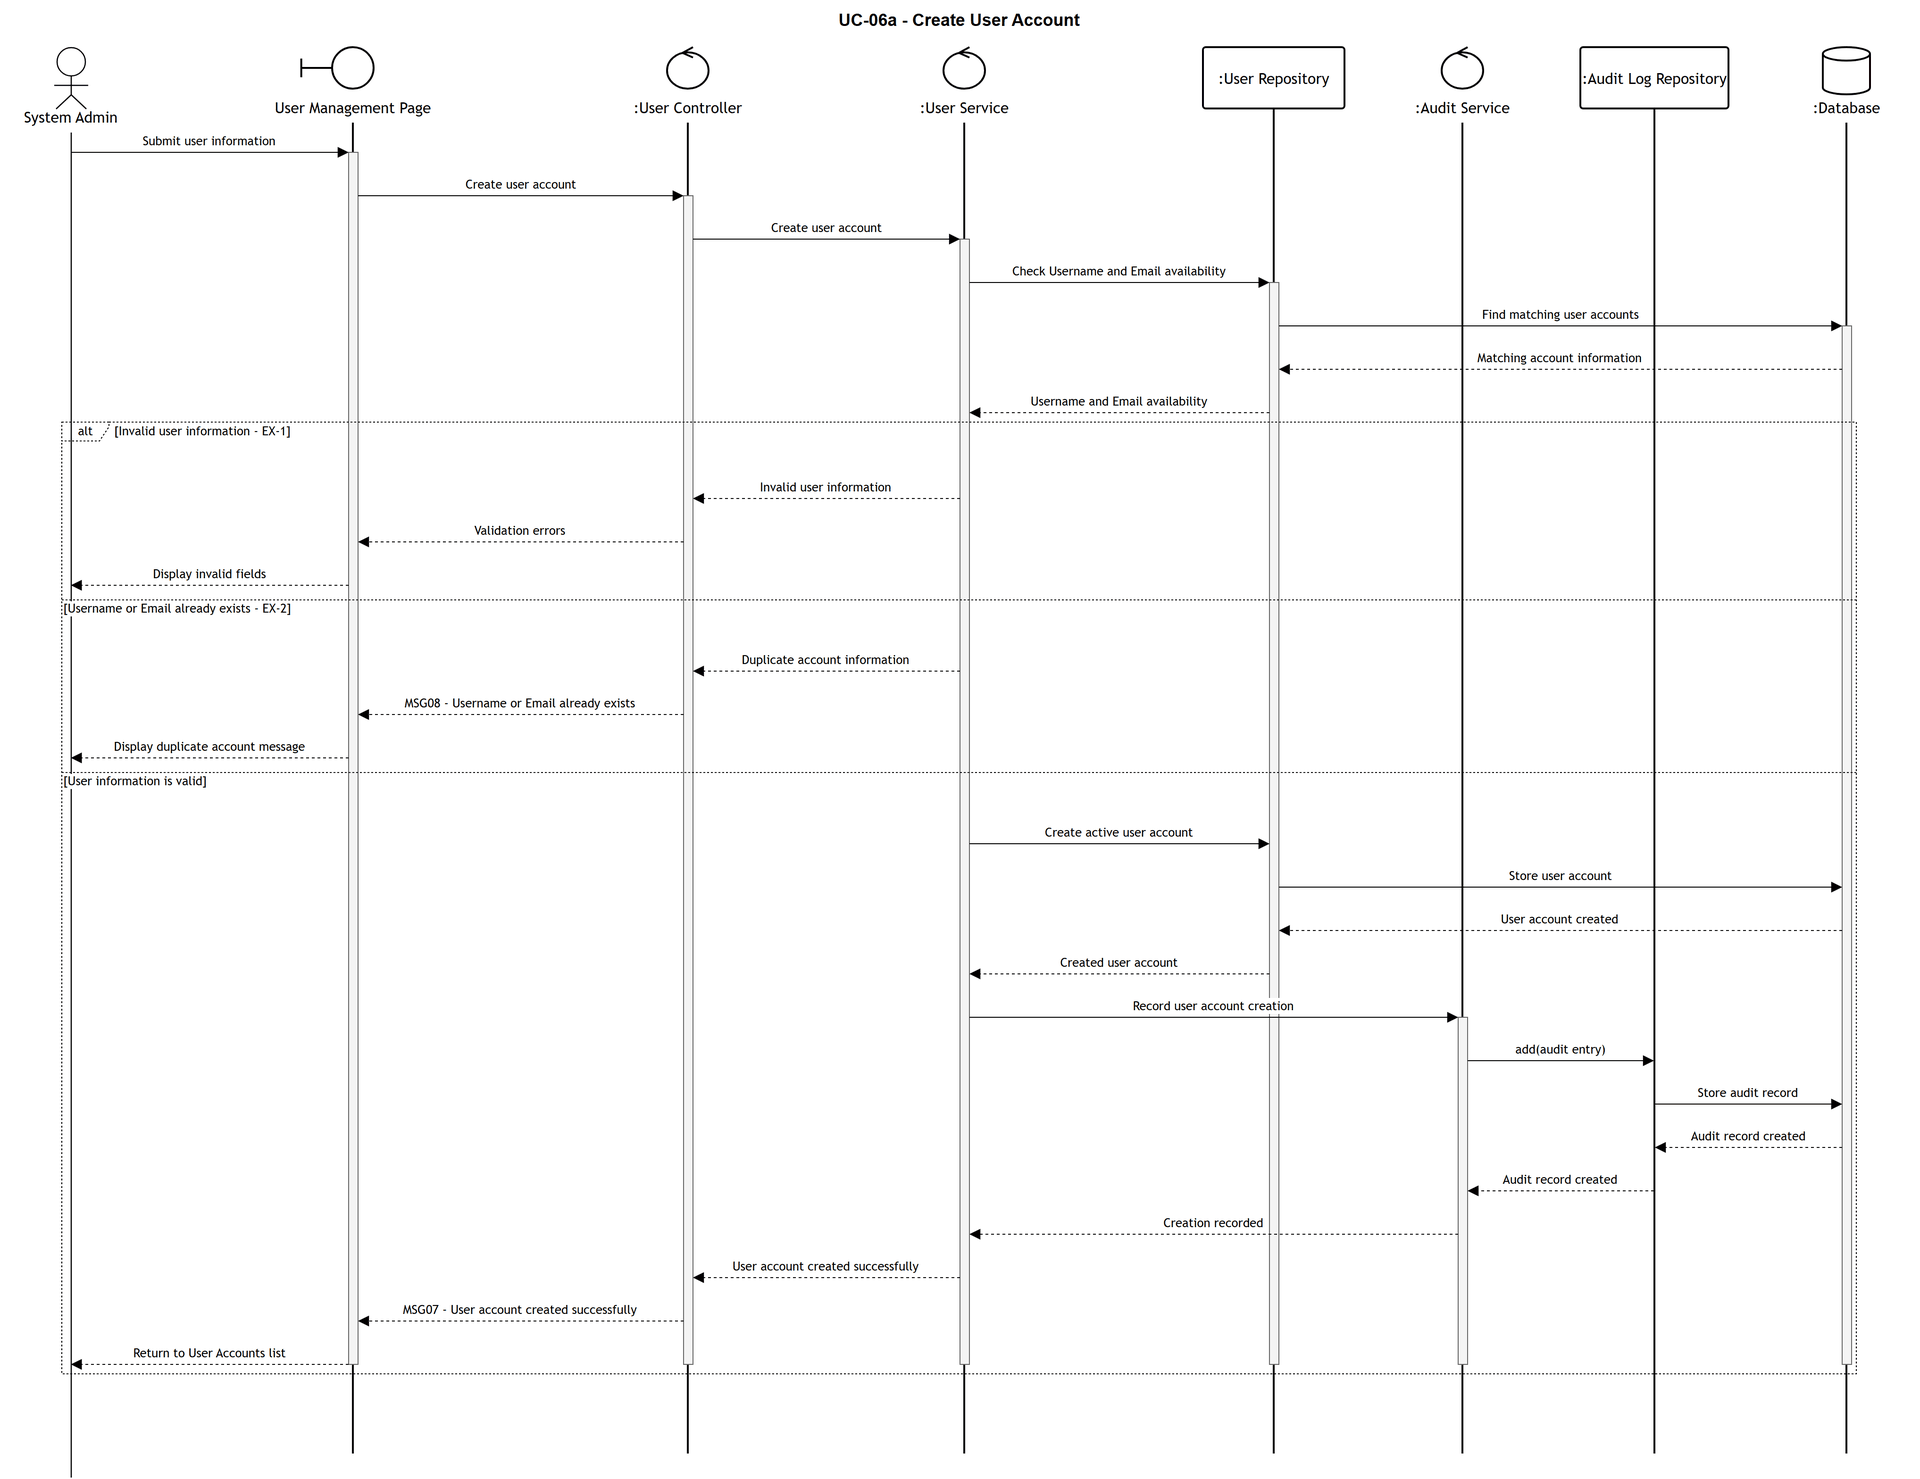 UC-06a - Create User Account
System Admin
User Management Page
:User Controller
:User Service
:User Repository
:Audit Service
:Audit Log Repository
:Database
Submit user information
Create user account
Create user account
Check Username and Email availability
Find matching user accounts
Matching account information
Username and Email availability
alt
[Invalid user information - EX-1]
Invalid user information
Validation errors
Display invalid fields
[Username or Email already exists - EX-2]
Duplicate account information
MSG08 - Username or Email already exists
Display duplicate account message
[User information is valid]
Create active user account
Store user account
User account created
Created user account
Record user account creation
add(audit entry)
Store audit record
Audit record created
Audit record created
Creation recorded
User account created successfully
MSG07 - User account created successfully
Return to User Accounts list